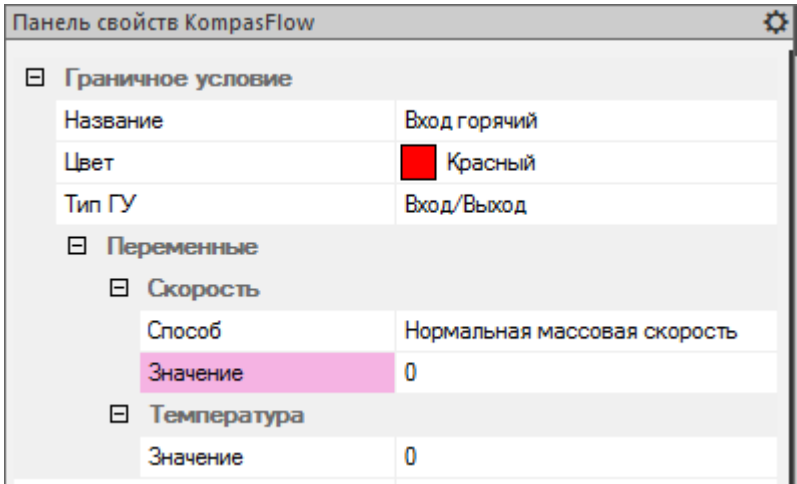 Панель свойств KompasFlow
Граничное условие
Название Вход горячий
Цвет Красный
Тип ГУ Вход/Выход
Переменные
Скорость
Способ Нормальная массовая скорость
Значение 0
Температура
Значение 0